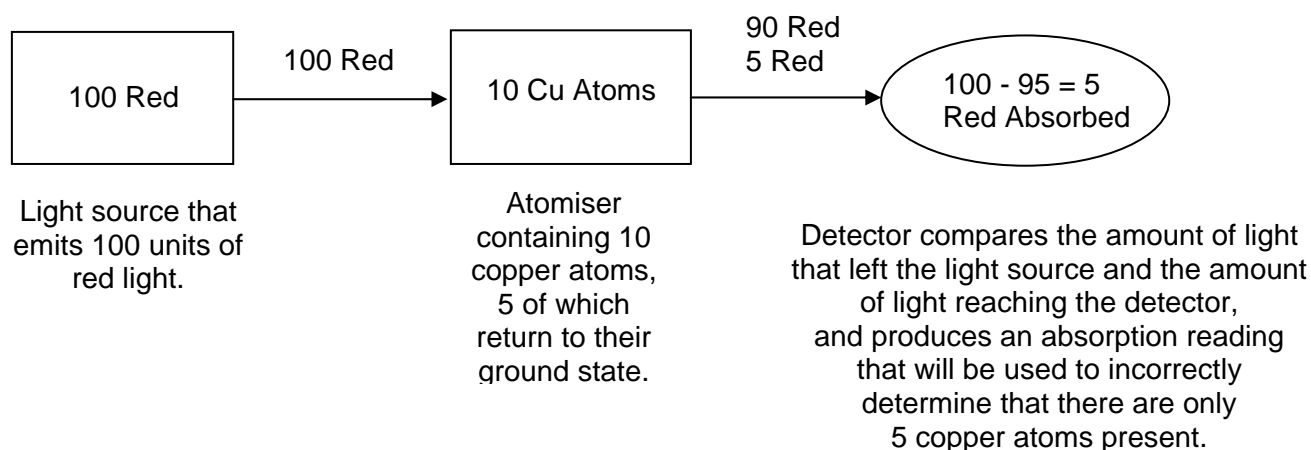 100 Red
100 Red
10 Cu Atoms
90 Red
5 Red
100 - 95 = 5
Red Absorbed
Light source that
emits 100 units of
red light.
Atomiser
containing 10
copper atoms,
5 of which
return to their
ground state.
Detector compares the amount of light
that left the light source and the amount
of light reaching the detector,
and produces an absorption reading
that will be used to incorrectly
determine that there are only
5 copper atoms present.